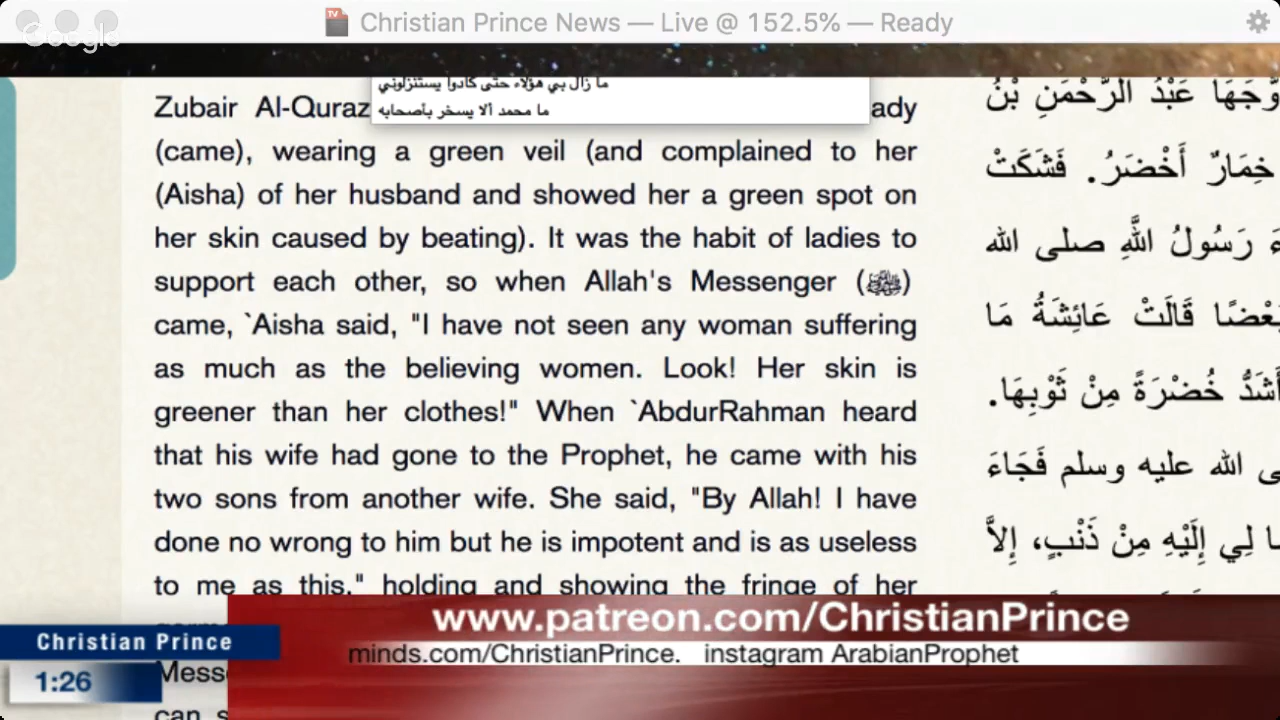 Christian Prince News — Live @ 152.5% — Ready
Google
ما زال بي هؤلاء حتى كادوا يستنزلوني
ما محمد ألا يسخر بأصحابه
Zubair Al-Quraz
ady
(came), wearing a green veil (and complained to her
(Aisha) of her husband and showed her a green spot on
her skin caused by beating). It was the habit of ladies to
support each other, so when Allah's Messenger (ﷺ)
came, `Aisha said, "I have not seen any woman suffering
as much as the believing women. Look! Her skin is
greener than her clothes!" When `AbdurRahman heard
that his wife had gone to the Prophet, he came with his
two sons from another wife. She said, "By Allah! I have
done no wrong to him but he is impotent and is as useless
to me as this," holding and showing the fringe of her
Mess
can s
عَبْدُ الرَّحْمَنِ بْنُ
خِمَارٌ أَخْضَرُ. فَشَكَتْ
رَسُولُ اللَّهِ صلى الله
قَالَتْ عَائِشَةُ مَا
أَشَدُّ خُضْرَةً مِنْ ثَوْبِهَا.
الله عليه وسلم فَجَاءَ
لِي إِلَيْهِ مِنْ ذَنْبٍ، إِلاَّ
www.patreon.com/ChristianPrince
Christian Prince
minds.com/ChristianPrince. instagram ArabianProphet
1:26